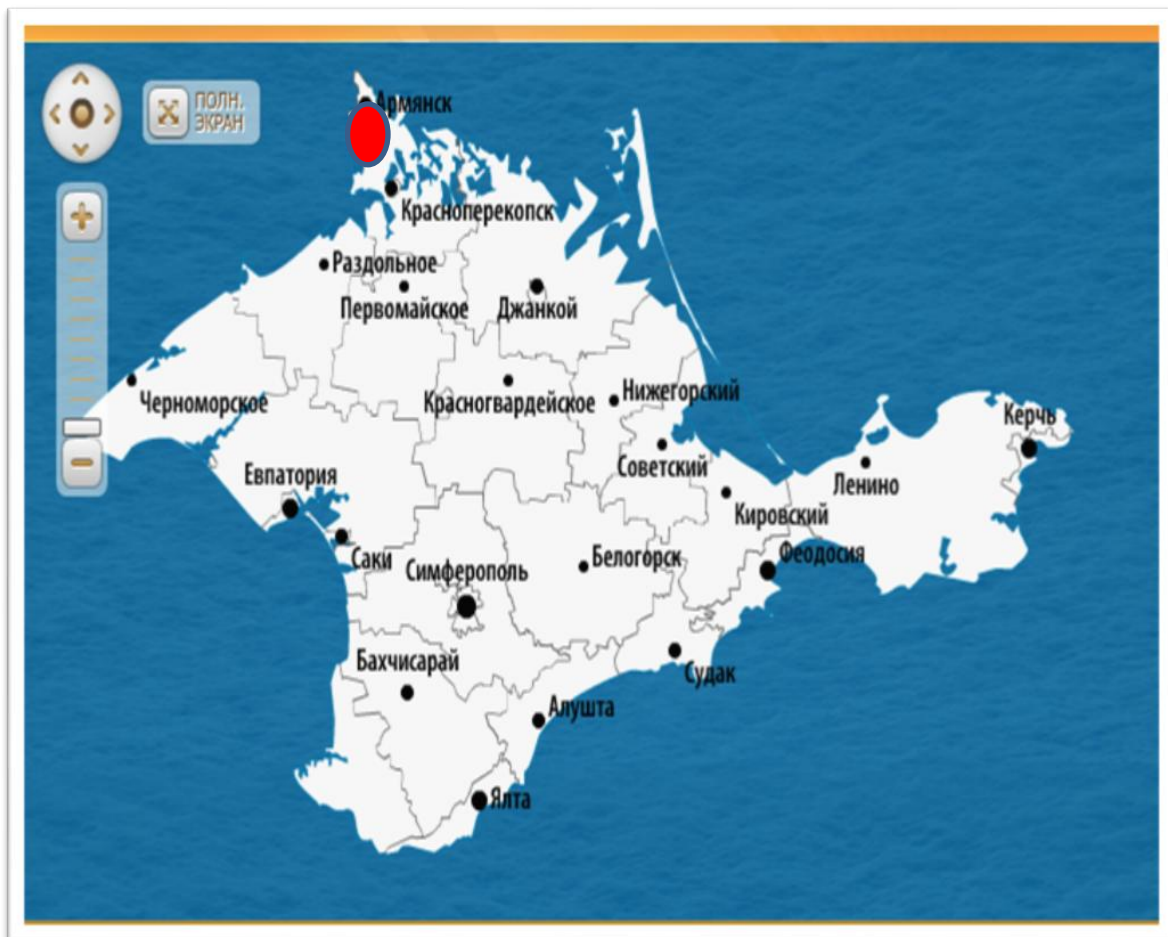 ПОЛН.
ЭКРАН
Армянск
Красноперекопск
Раздольное
Первомайское
Джанкой
Черноморское
Красногвардейское
Нижегорский
Керчь
Евпатория
Советский
Ленино
Кировский
Саки
Симферополь
Белогорск
Феодосия
Бахчисарай
Судак
Алушта
Ялта